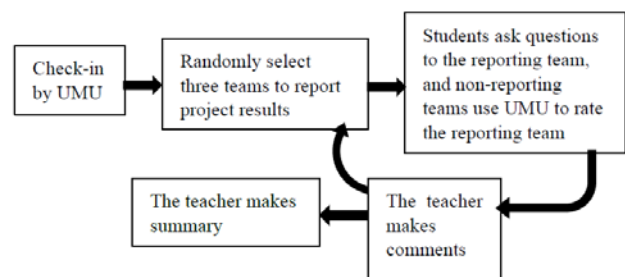 Check-in
by UMU
Randomly select
three teams to report
project results
Students ask questions
to the reporting team,
and non-reporting
teams use UMU to rate
the reporting team
The teacher
makes
comments
The teacher makes
summary